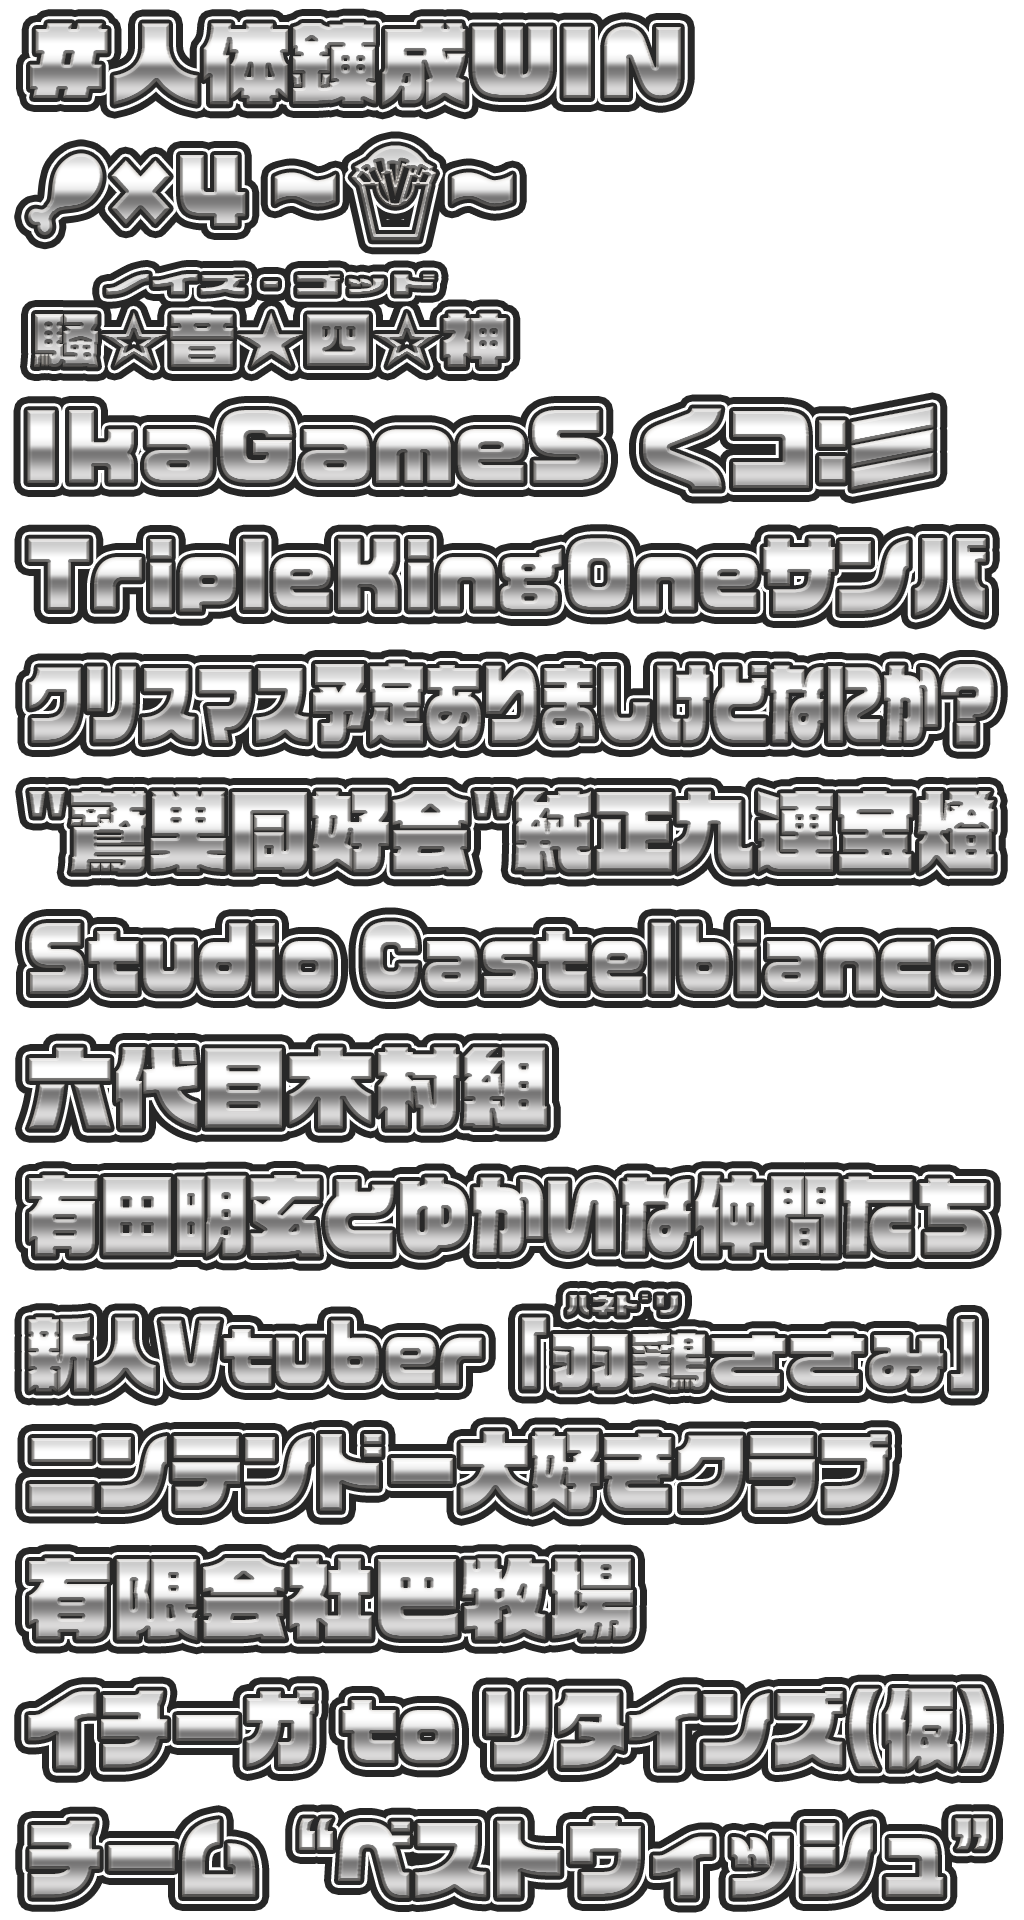 #人体錬成WIN
🍗×4 ～🍟～
ノイズ・ゴッド
騒☆音★四☆神
IkaGameS くコ:彡
TripleKingOneサンバ
クリスマス予定ありましけどなにか？
"驚異同好会"純正九連宝燈
Studio Castelbianco
六代目木村組
有田明玄とゆかいな仲間たち
ハネドリ
新人Vtuber「羽鶏ささみ」
ニンテンドー大好きクラブ
有限会社巴牧場
イチーガ to リタインズ(仮)
チーム “ベストウィッシュ”